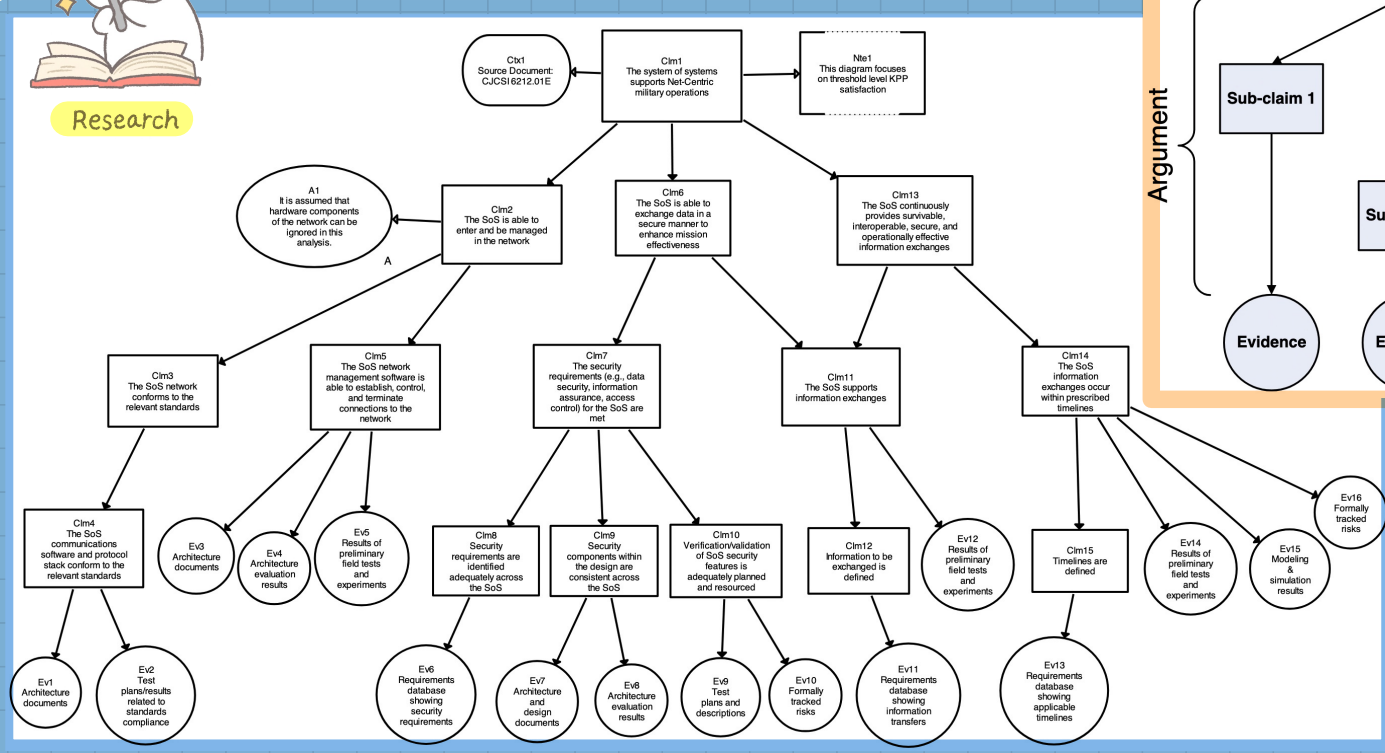 Research
Ctx1
Source Document:
CJCSI 6212.01E
Clm1
The system of systems
supports Net-Centric
military operations
Nte1
This diagram focuses
on threshold level KPP
satisfaction
A1
It is assumed that
hardware components
of the network can be
ignored in this
analysis.
A
Clm2
The SoS is able to
enter and be managed
in the network
Clm6
The SoS is able to
exchange data in a
secure manner to
enhance mission
effectiveness
Clm13
The SoS continuously
provides survivable,
interoperable, secure, and
operationally effective
information exchanges
Clm3
The SoS network
conforms to the
relevant standards
Clm5
The SoS network
management software is
able to establish, control,
and terminate
connections to the
network
Clm7
The security
requirements (e.g., data
security, information
assurance, access
control) for the SoS are
met
Clm11
The SoS supports
information exchanges
Clm14
The SoS
information
exchanges occur
within prescribed
timelines
Clm4
The SoS
communications
software and protocol
stack conform to the
relevant standards
Ev3
Architecture
documents
Ev4
Architecture
evaluation
results
Ev5
Results of
preliminary
field tests
and
experiments
Clm8
Security
requirements are
identified
adequately across
the SoS
Clm9
Security
components within
the design are
consistent across
the SoS
Clm10
Verification/validation
of SoS security
features is
adequately planned
and resourced
Clm12
Information to be
exchanged is
defined
Ev12
Results of
preliminary
field tests
and
experiments
Clm15
Timelines are
defined
Ev14
Results of
preliminary
field tests
and
experiments
Ev15
Modeling
&
simulation
results
Ev16
Formally
tracked
risks
Ev1
Architecture
documents
Ev2
Test
plans/results
related to
standards
compliance
Ev6
Requirements
database
showing
security
requirements
Ev7
Architecture
and
design
documents
Ev8
Architecture
evaluation
results
Ev9
Test
plans and
descriptions
Ev10
Formally
tracked
risks
Ev11
Requirements
database
showing
information
transfers
Ev13
Requirements
database
showing
applicable
timelines
Argument
Sub-claim 1
Su
Evidence
E